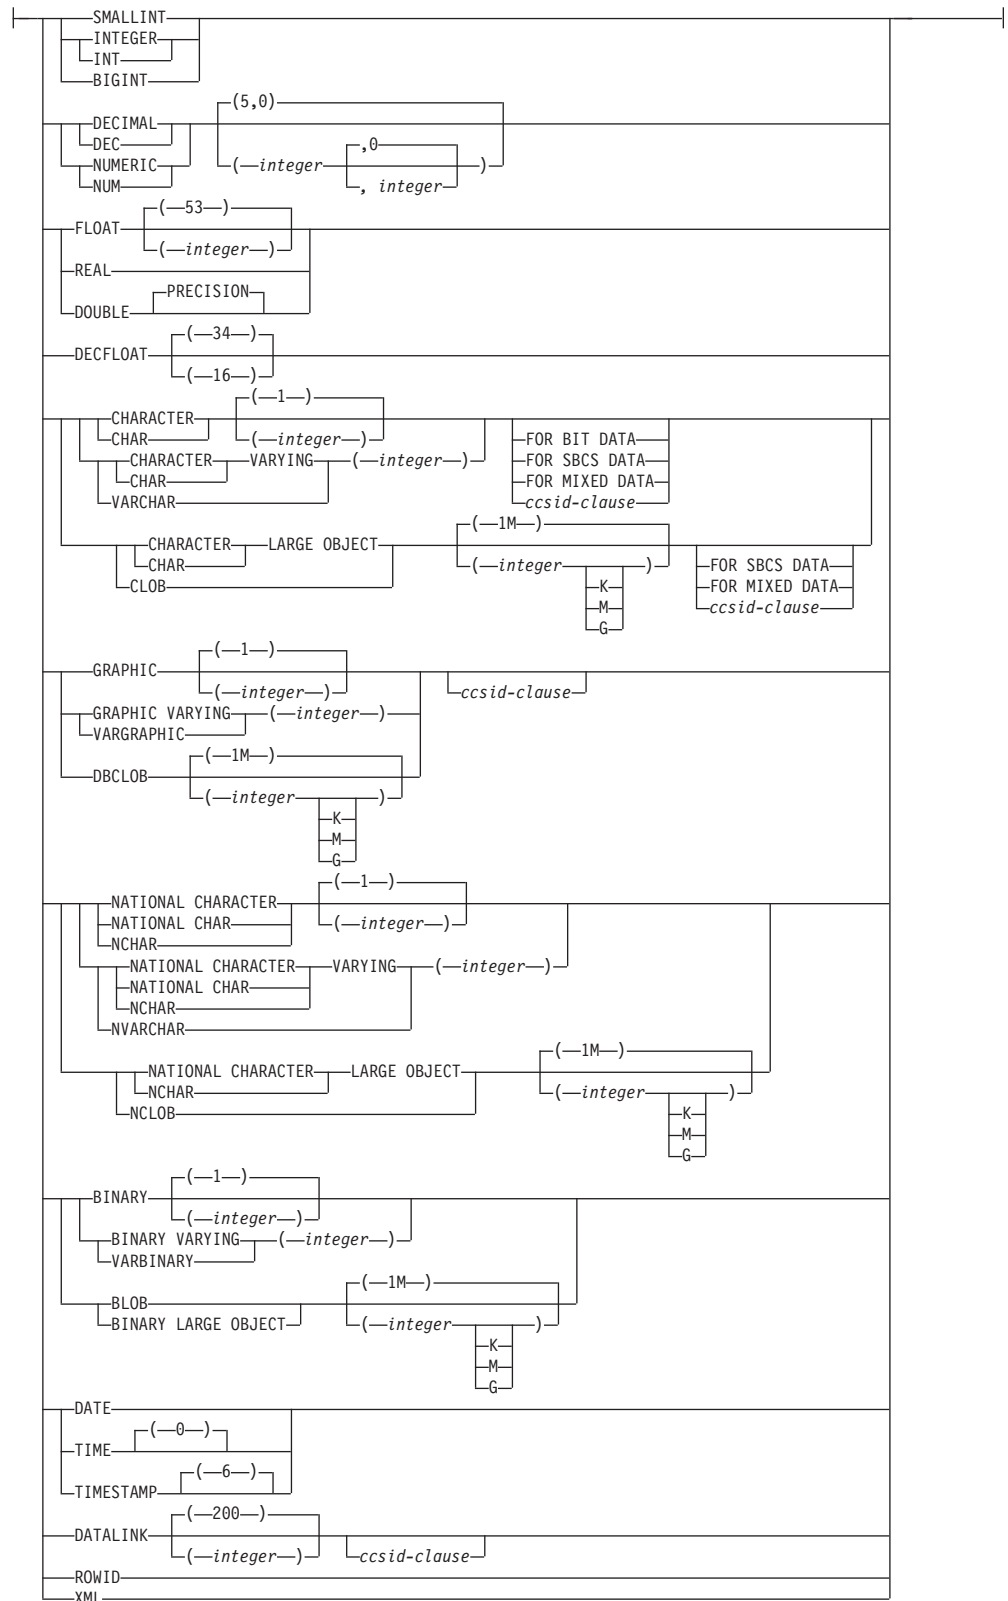 SMALLINT
INTEGER
INT
BIGINT
(5,0)
DECIMAL
DEC
,0
NUMERIC
( integer )
NUM
, integer
( 53 )
FLOAT
( integer )
REAL
PRECISION
DOUBLE
( 34 )
DECFLOAT
( 16 )
( 1 )
CHARACTER
CHAR
( integer )
FOR BIT DATA
CHARACTER VARYING ( integer )
FOR SBCS DATA
CHAR
FOR MIXED DATA
VARCHAR
ccsid-clause
( 1M )
CHARACTER LARGE OBJECT
CHAR
( integer )
FOR SBCS DATA
CLOB
K
FOR MIXED DATA
M
ccsid-clause
G
( 1 )
GRAPHIC
( integer )
ccsid-clause
GRAPHIC VARYING ( integer )
VARGRAPHIC
( 1M )
DBCLOB
( integer )
K
M
G
( 1 )
NATIONAL CHARACTER
NATIONAL CHAR
( integer )
NCHAR
NATIONAL CHARACTER VARYING ( integer )
NATIONAL CHAR
NCHAR
NVARCHAR
( 1M )
NATIONAL CHARACTER LARGE OBJECT
NCHAR
( integer )
NCLOB
K
M
G
( 1 )
BINARY
( integer )
BINARY VARYING ( integer )
VARBINARY
( 1M )
BLOB
BINARY LARGE OBJECT
( integer )
K
M
G
DATE
( 0 )
TIME
( 6 )
TIMESTAMP
( 200 )
DATALINK
( integer )
ccsid-clause
ROWID
XML